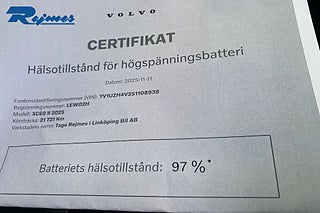 Rejmes
VOLVO
CERTIFIKAT
Hälsotillstånd för högspänningsbatteri
Datum: 2025-11-11
Fordonsidentifieringsnummer (VIN): YV1UZH4V3S1108938
Registreringsnummer: LEW02H
Modell: XC60 II 2025
Körsträcka: 21 721 Km
Verkstadens namn: Tage Rejmes i Linköping Bil AB
Batteriets hälsotillstånd: 97 %*